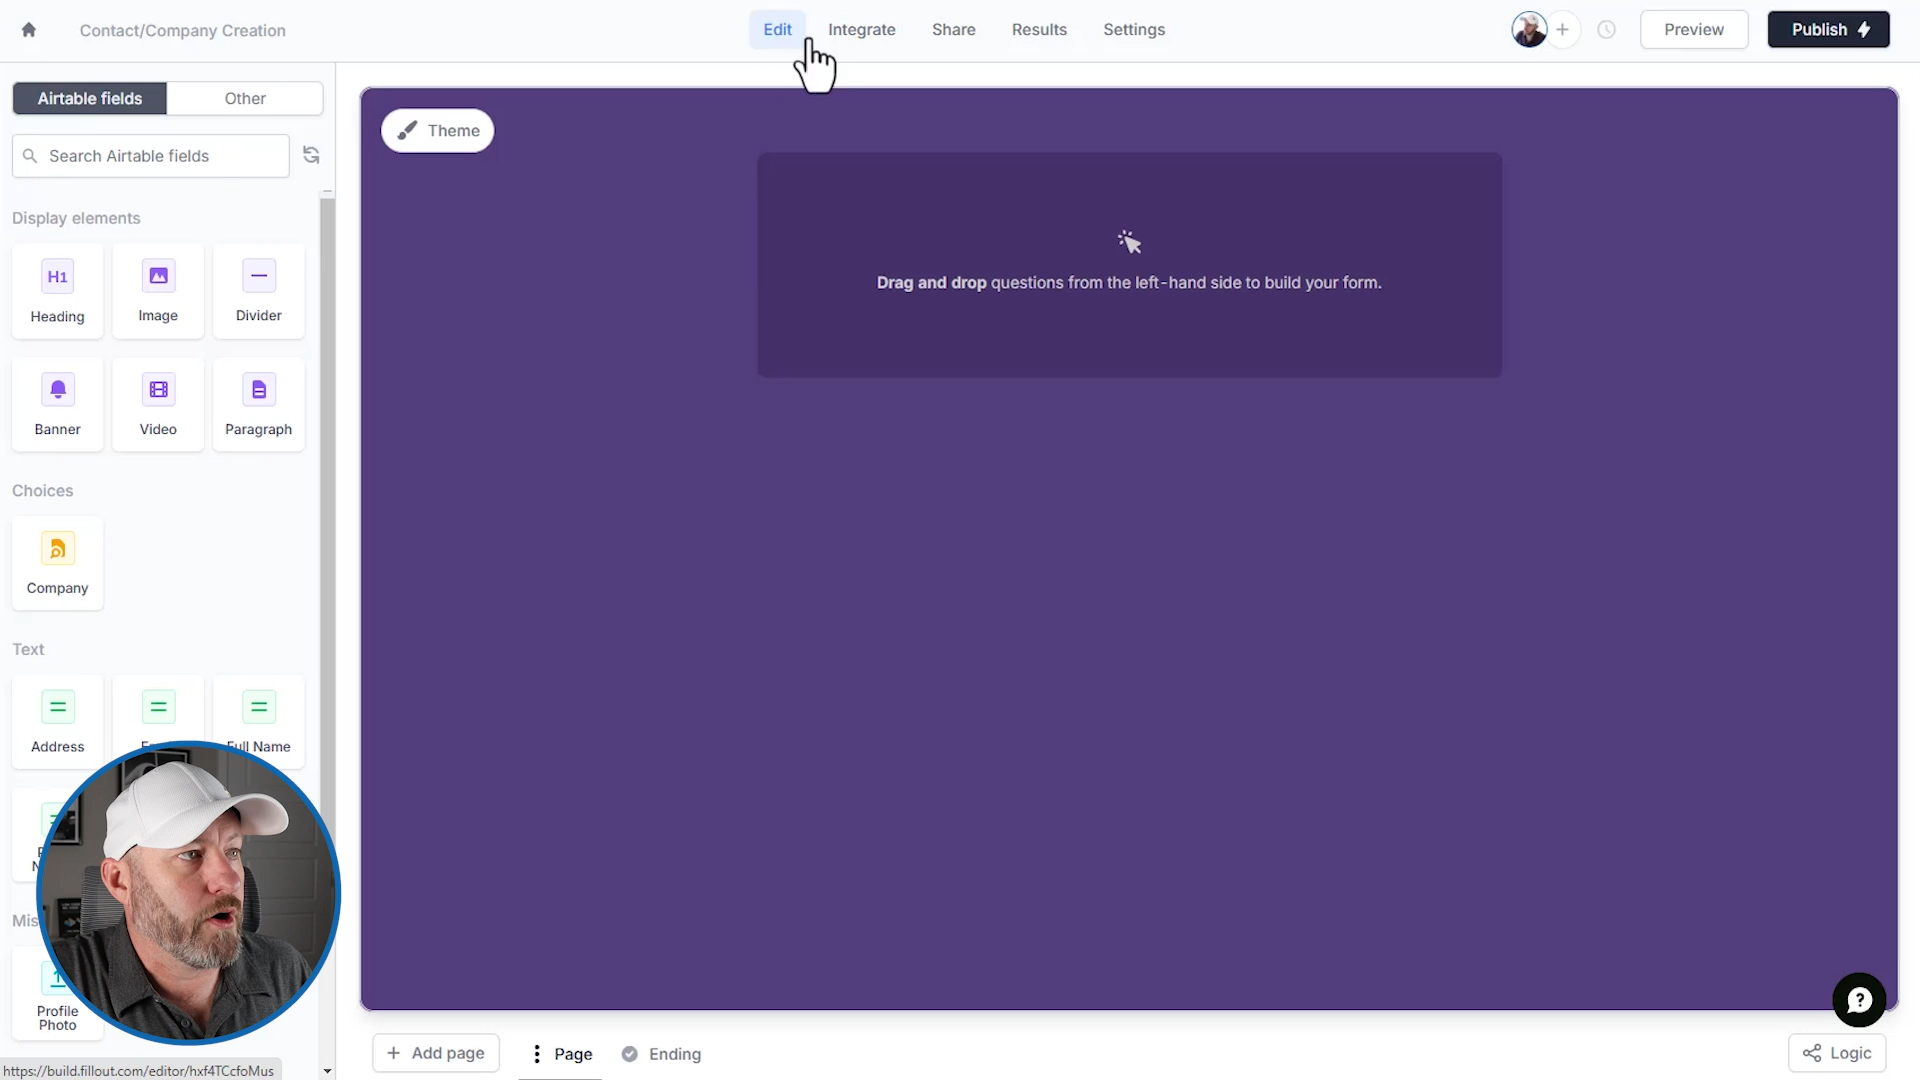 Contact/Company Creation
Edit
Integrate
Share
Results
Settings
Preview
Publish
Airtable fields
Other
Search Airtable fields
Theme
Drag and drop questions from the left-hand side to build your form.
Display elements
H1
Heading
Image
Divider
Banner
Video
Paragraph
Choices
Company
Text
Address
Full Name
Profile
Photo
https://build.fillout.com/editor/hxf4TCcfoMus
Add page
Page
Ending
Logic